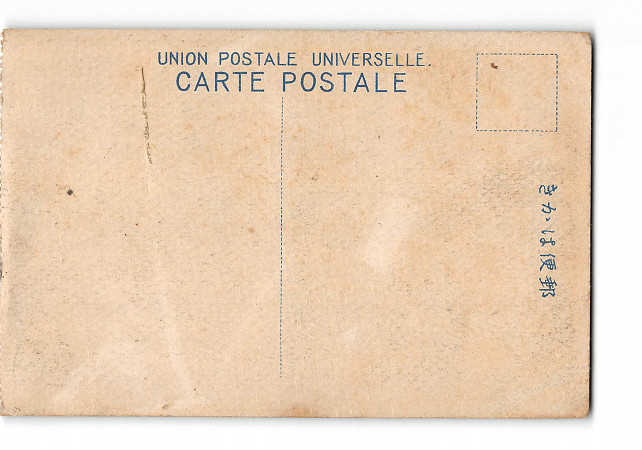 UNION POSTALE UNIVERSELLE.
CARTE POSTALE
きかは便郵